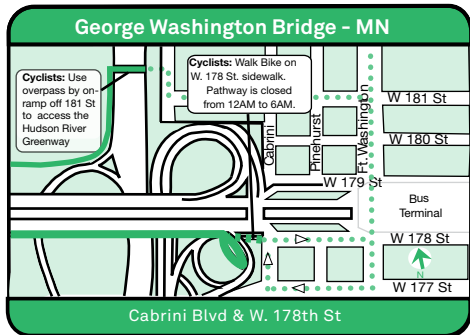 George Washington Bridge - MN
Cyclists: Use
overpass by on-
ramp off 181 St
to access the
Hudson River
Greenway
Cyclists: Walk Bike on
W. 178 St. sidewalk.
Pathway is closed
from 12AM to 6AM.
Cabrini
Pinehurst
Ft. Washington
W 181 St
W 180 St
W 179 St
Bus
Terminal
W 178 St
N
W 177 St
Cabrini Blvd & W. 178th St